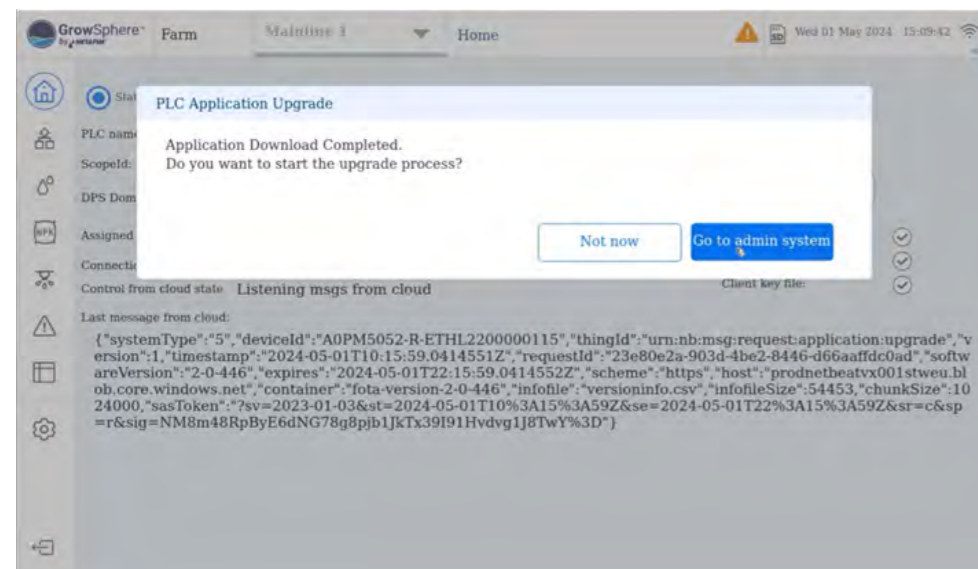 GrowSphere™ Farm Mainline 1 Home SD Wed 01 May 2024 15:09:42
BY NETAFIM
Stat
PLC Application Upgrade
PLC name
Application Download Completed.
Do you want to start the upgrade process?
ScopeId:
DPS Dom
NPK
Assigned
Not now
Go to admin system
Connectio
Control from cloud state Listening msgs from cloud
Client key file:
Last message from cloud:
{"systemType":"5","deviceId":"A0PM5052-R-ETHL2200000115","thingId":"urn:nb:msg:request:application:upgrade","v
ersion":1,"timestamp":"2024-05-01T10:15:59.0414551Z","requestId":"23e80e2a-903d-4be2-8446-d66aaffdc0ad","softw
areVersion":"2-0-446","expires":"2024-05-01T22:15:59.0414552Z","scheme":"https","host":"prodnetbeatvx001stweu.bl
ob.core.windows.net","container":"fota-version-2-0-446","infofile":"versioninfo.csv","infofileSize":54453,"chunkSize":10
24000,"sasToken":"?sv=2023-01-03&st=2024-05-01T10%3A15%3A59Z&se=2024-05-01T22%3A15%3A59Z&sr=c&sp
=r&sig=NM8m48RpByE6dNG78g8pjb1JkTx39I91Hvdvg1J8TwY%3D"}